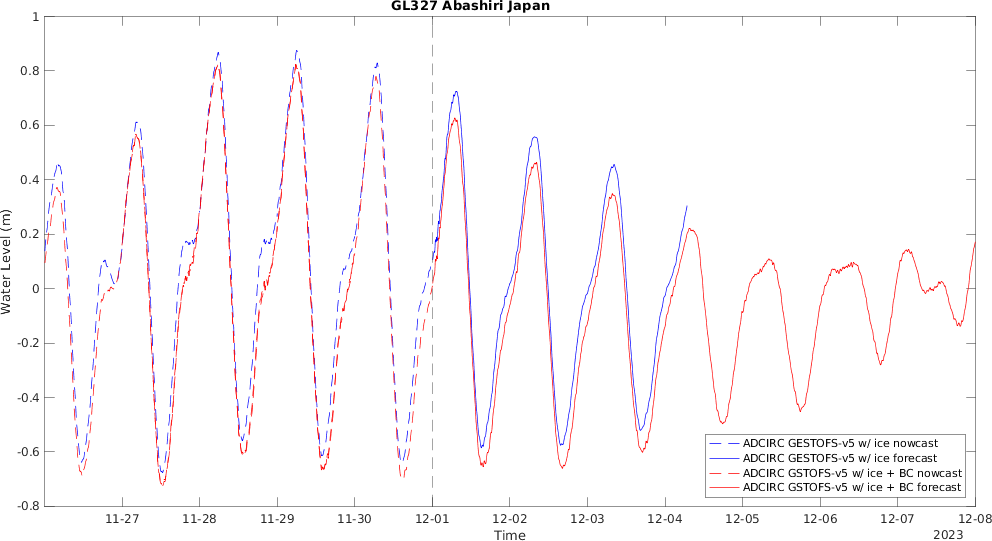 GL327 Abashiri Japan
1
0.8
0.6
0.4
0.2
0
-0.2
-0.4
-0.6
-0.8
Water Level (m)
ADCIRC GESTOFS-v5 w/ ice nowcast
ADCIRC GESTOFS-v5 w/ ice forecast
ADCIRC GSTOFS-v5 w/ ice + BC nowcast
ADCIRC GSTOFS-v5 w/ ice + BC forecast
11-27 11-28 11-29 11-30 12-01 12-02 12-03 12-04 12-05 12-06 12-07 12-08
Time 2023